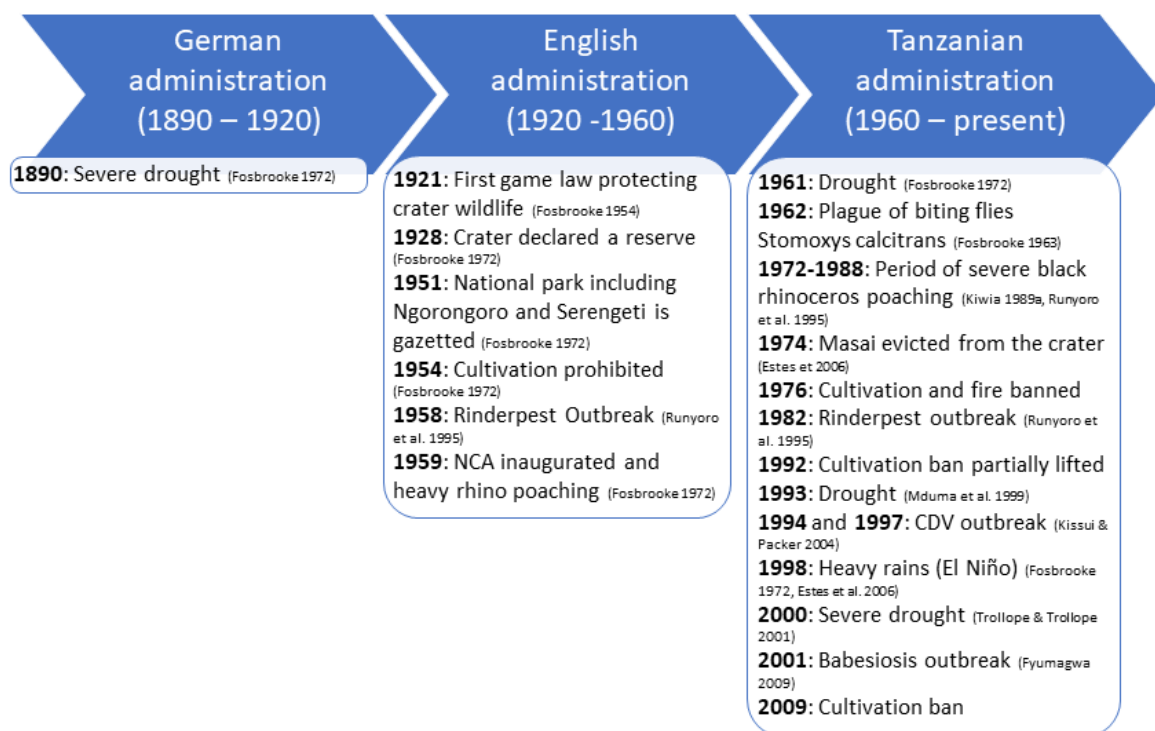 German
administration
(1890 – 1920)
English
administration
(1920 -1960)
Tanzanian
administration
(1960 – present)
1890: Severe drought (Fosbrooke 1972)
1921: First game law protecting
crater wildlife (Fosbrooke 1954)
1928: Crater declared a reserve
(Fosbrooke 1972)
1951: National park including
Ngorongoro and Serengeti is
gazetted (Fosbrooke 1972)
1954: Cultivation prohibited
(Fosbrooke 1972)
1958: Rinderpest Outbreak (Runyoro
et al. 1995)
1959: NCA inaugurated and
heavy rhino poaching (Fosbrooke 1972)
1961: Drought (Fosbrooke 1972)
1962: Plague of biting flies
Stomoxys calcitrans (Fosbrooke 1963)
1972-1988: Period of severe black
rhinoceros poaching (Kiwia 1989a, Runyoro
et al. 1995)
1974: Masai evicted from the crater
(Estes et 2006)
1976: Cultivation and fire banned
1982: Rinderpest outbreak (Runyoro et
al. 1995)
1992: Cultivation ban partially lifted
1993: Drought (Mduma et al. 1999)
1994 and 1997: CDV outbreak (Kissui &
Packer 2004)
1998: Heavy rains (El Niño) (Fosbrooke
1972, Estes et al. 2006)
2000: Severe drought (Trollope & Trollope
2001)
2001: Babesiosis outbreak (Fyumagwa
2009)
2009: Cultivation ban